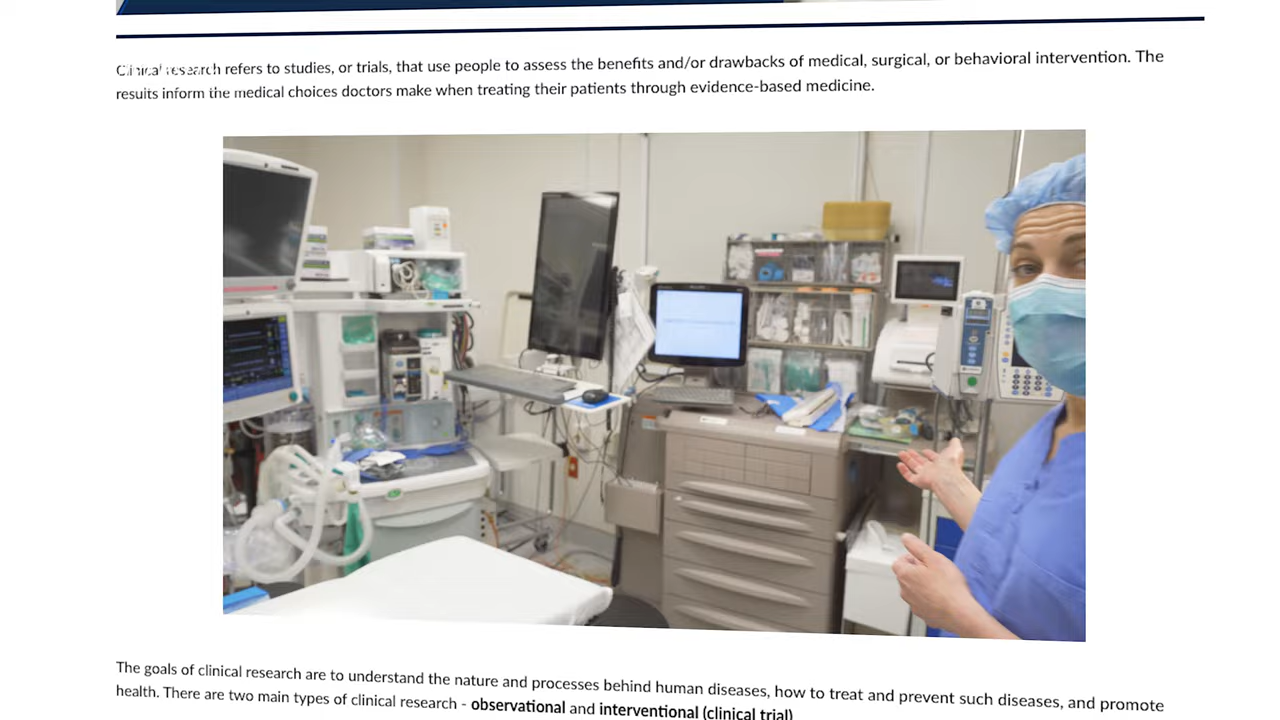 Clinical research refers to studies, or trials, that use people to assess the benefits and/or drawbacks of medical, surgical, or behavioral intervention. The
results inform the medical choices doctors make when treating their patients through evidence-based medicine.
The goals of clinical research are to understand the nature and processes behind human diseases, how to treat and prevent such diseases, and promote
health. There are two main types of clinical research - observational and interventional (clinical trial)